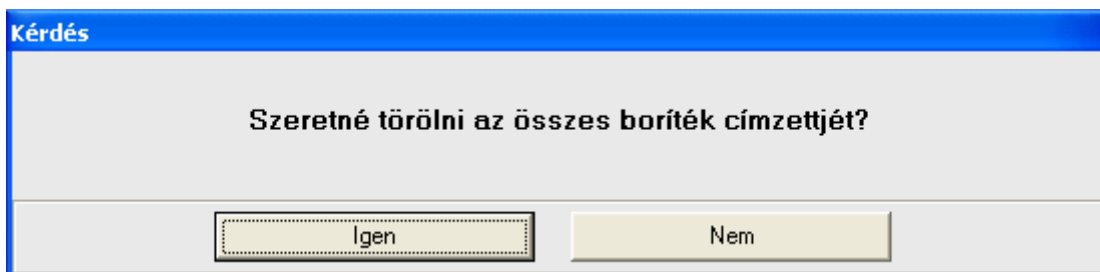 Kérdés
Szeretné törölni az összes boríték címzettjét?
Igen
Nem